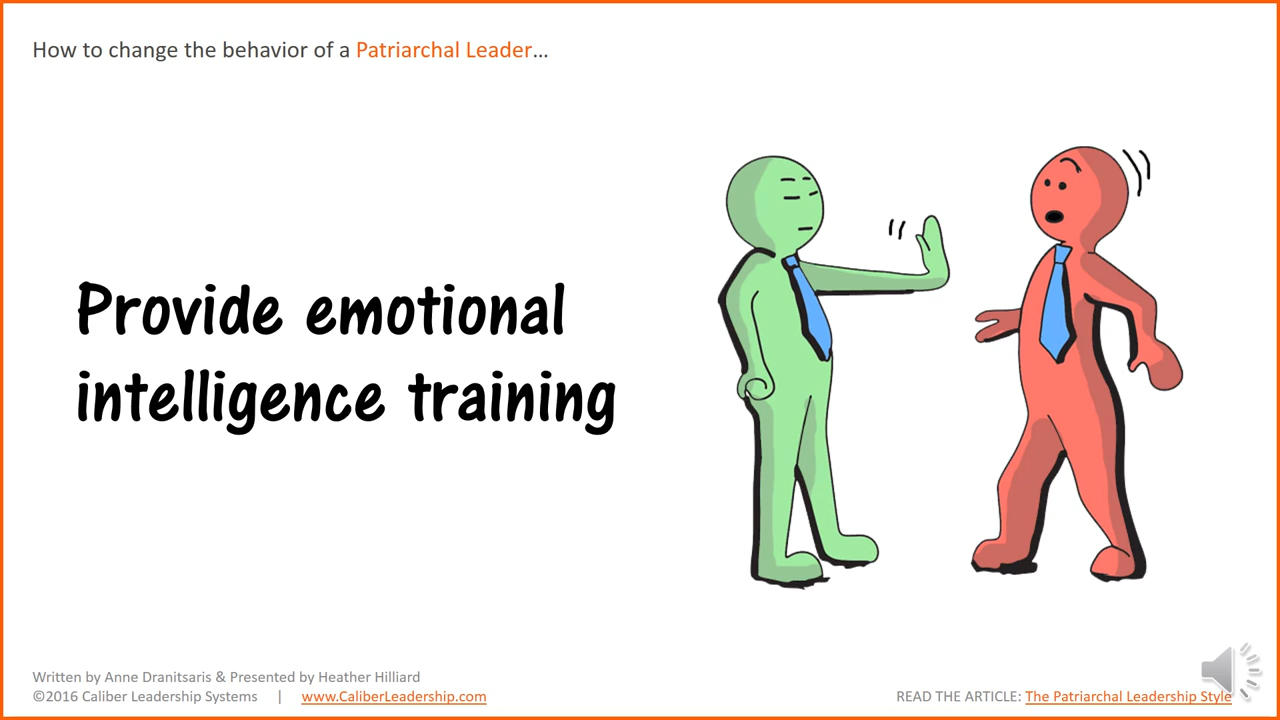 How to change the behavior of a Patriarchal Leader...
Provide emotional
intelligence training
Written by Anne Dranitsaris & Presented by Heather Hilliard
©2016 Caliber Leadership Systems | www.CaliberLeadership.com
READ THE ARTICLE: The Patriarchal Leadership Style